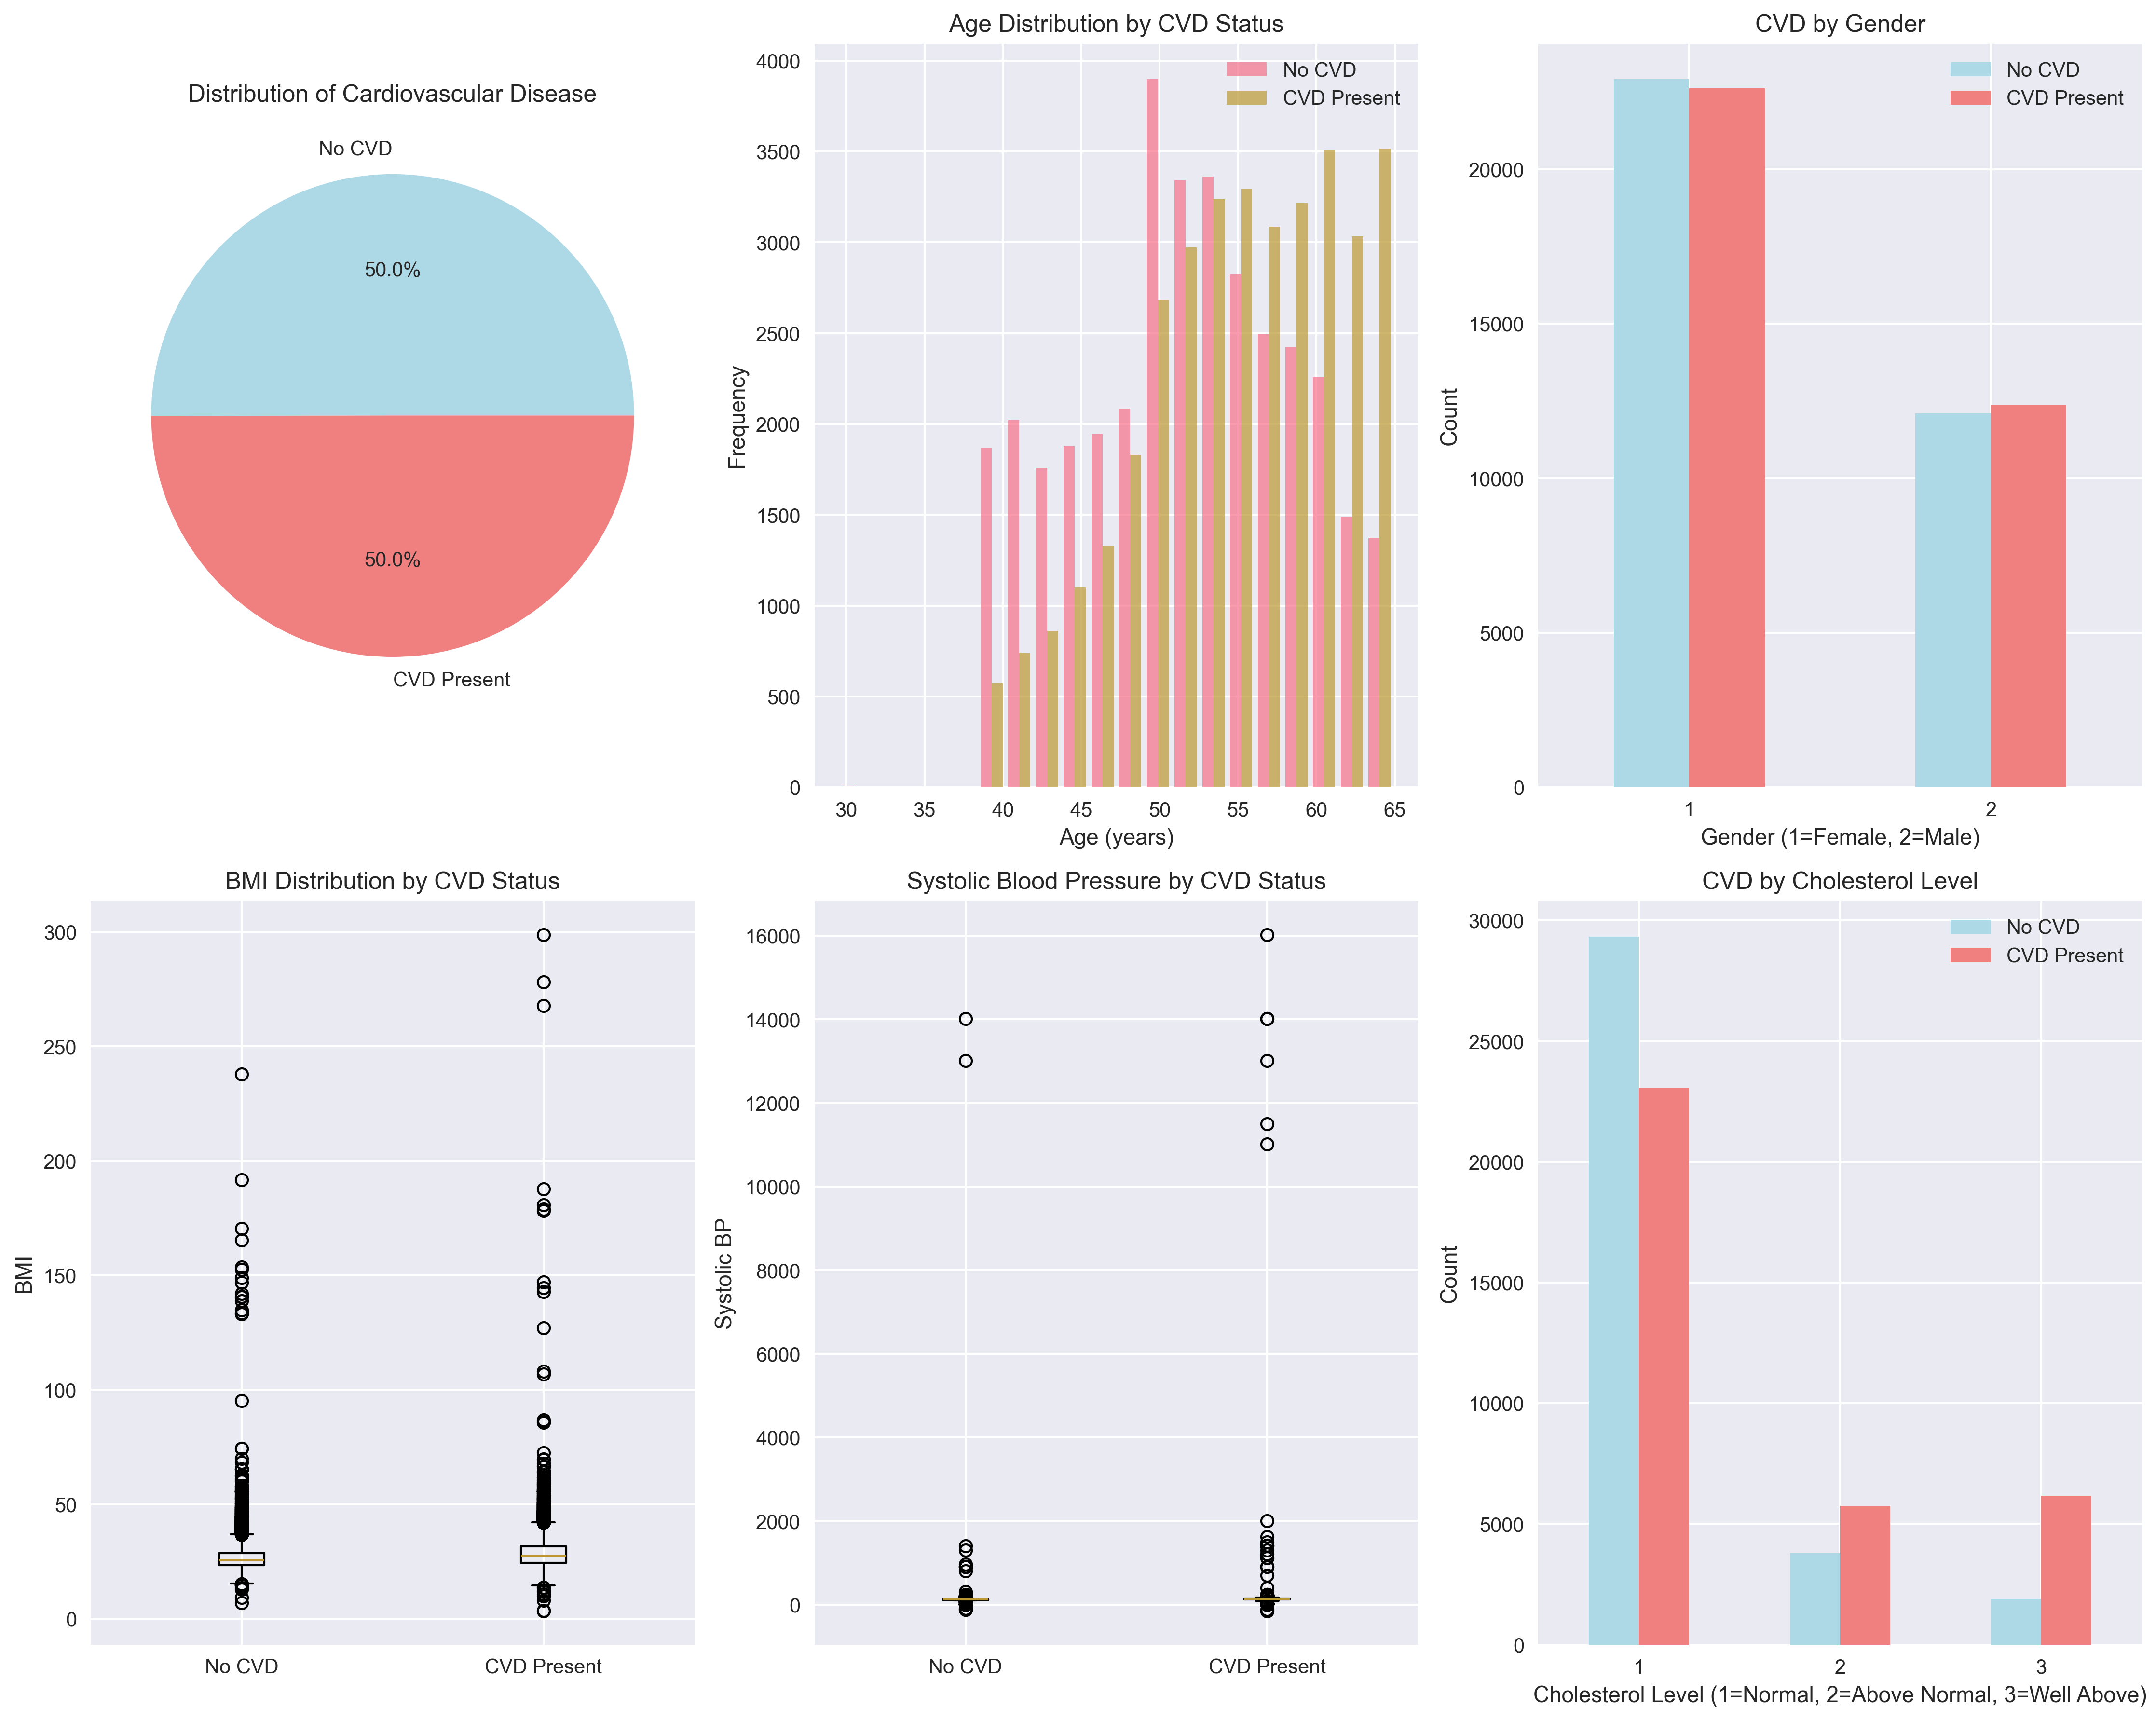 Distribution of Cardiovascular Disease
No CVD
50.0%
50.0%
CVD Present
Age Distribution by CVD Status
No CVD
CVD Present
4000
3500
3000
2500
2000
1500
1000
500
0
Frequency
30 35 40 45 50 55 60 65
Age (years)
CVD by Gender
No CVD
CVD Present
20000
15000
10000
5000
0
Count
1 2
Gender (1=Female, 2=Male)
BMI Distribution by CVD Status
300
250
200
150
100
50
0
BMI
No CVD CVD Present
Systolic Blood Pressure by CVD Status
16000
14000
12000
10000
8000
6000
4000
2000
0
Systolic BP
No CVD CVD Present
CVD by Cholesterol Level
No CVD
CVD Present
30000
25000
20000
15000
10000
5000
0
Count
1 2 3
Cholesterol Level (1=Normal, 2=Above Normal, 3=Well Above)